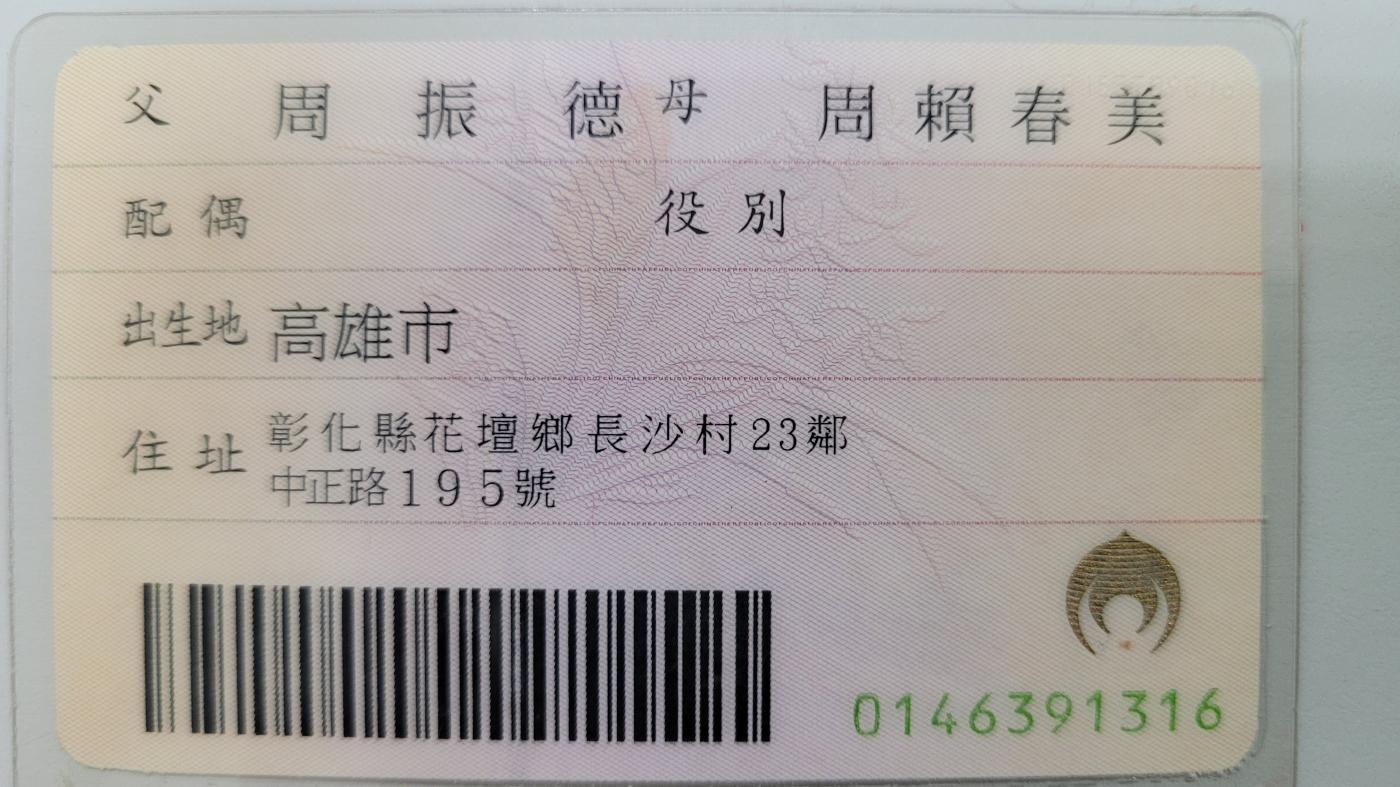 父 周振德 母 周賴春美
配偶 役別
出生地 高雄市
住址 彰化縣花壇鄉長沙村23鄰
中正路195號
0146391316